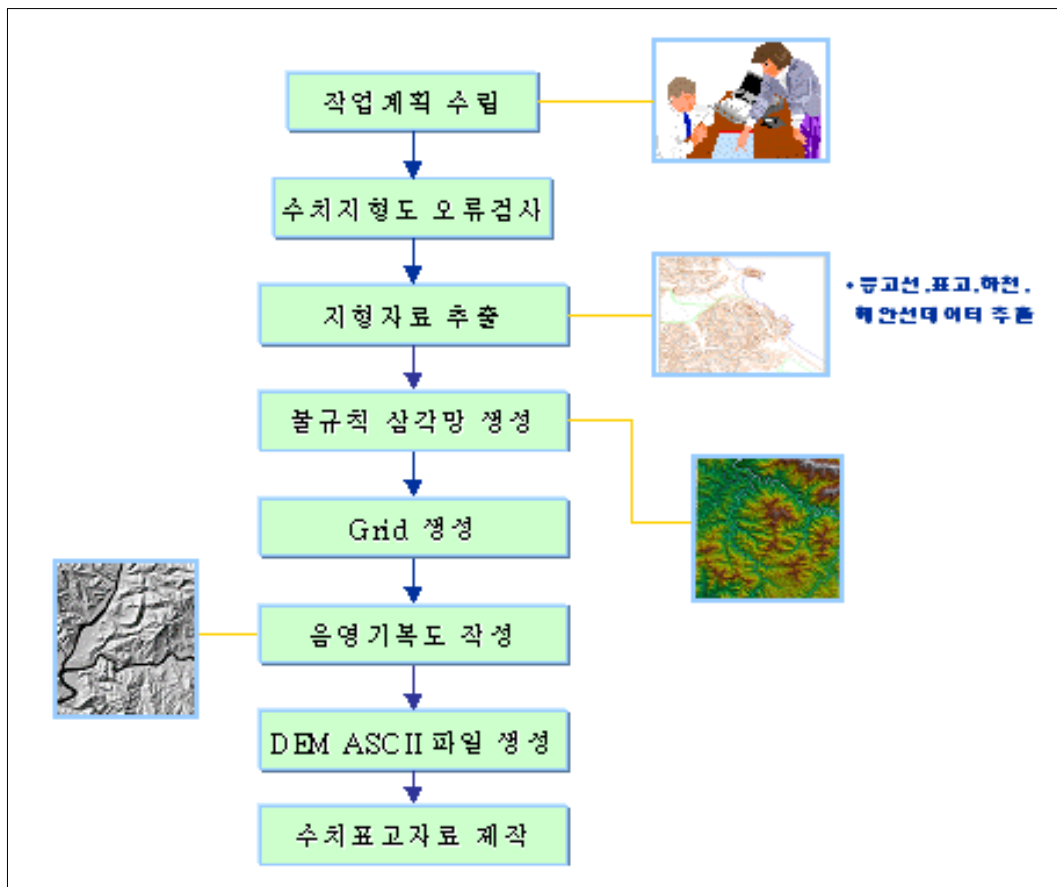 작업계획 수립
수치지형도 오류검사
지형자료 추출
• 등고선,표고,하천,
해안선데이터 추출
불규칙 삼각망 생성
Grid 생성
음영기복도 작성
DEM ASCII 파일 생성
수치표고자료 제작